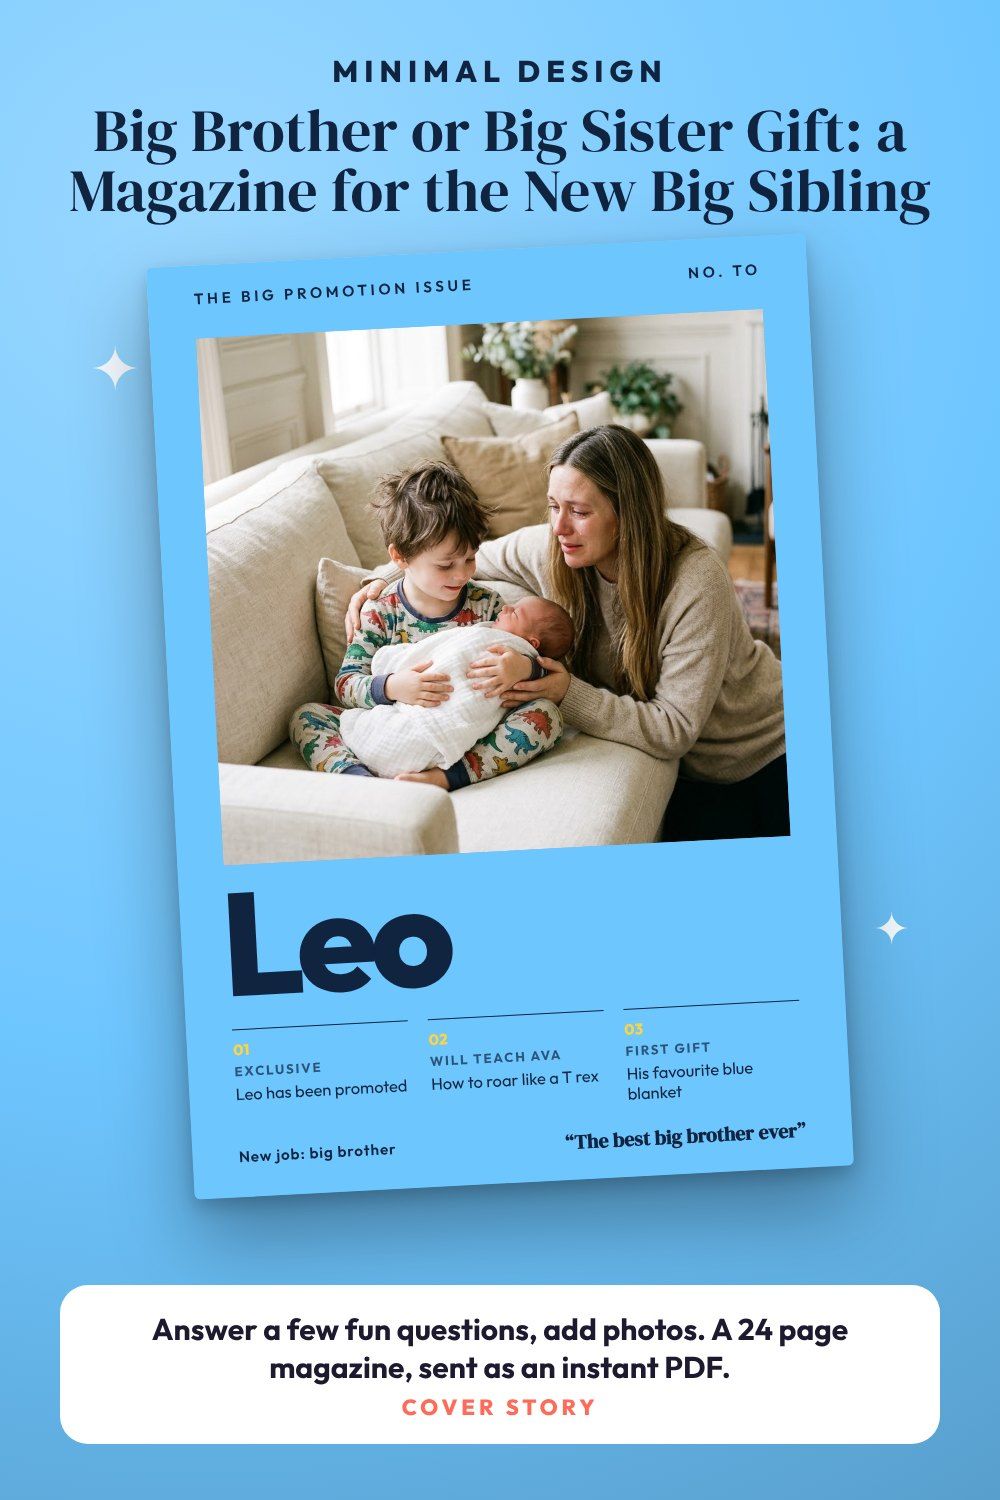 MINIMAL DESIGN
Big Brother or Big Sister Gift: a
Magazine for the New Big Sibling
THE BIG PROMOTION ISSUE
NO. TO
Leo
01
EXCLUSIVE
Leo has been promoted
02
WILL TEACH AVA
How to roar like a T rex
03
FIRST GIFT
His favourite blue
blanket
New job: big brother
“The best big brother ever”
Answer a few fun questions, add photos. A 24 page
magazine, sent as an instant PDF.
COVER STORY